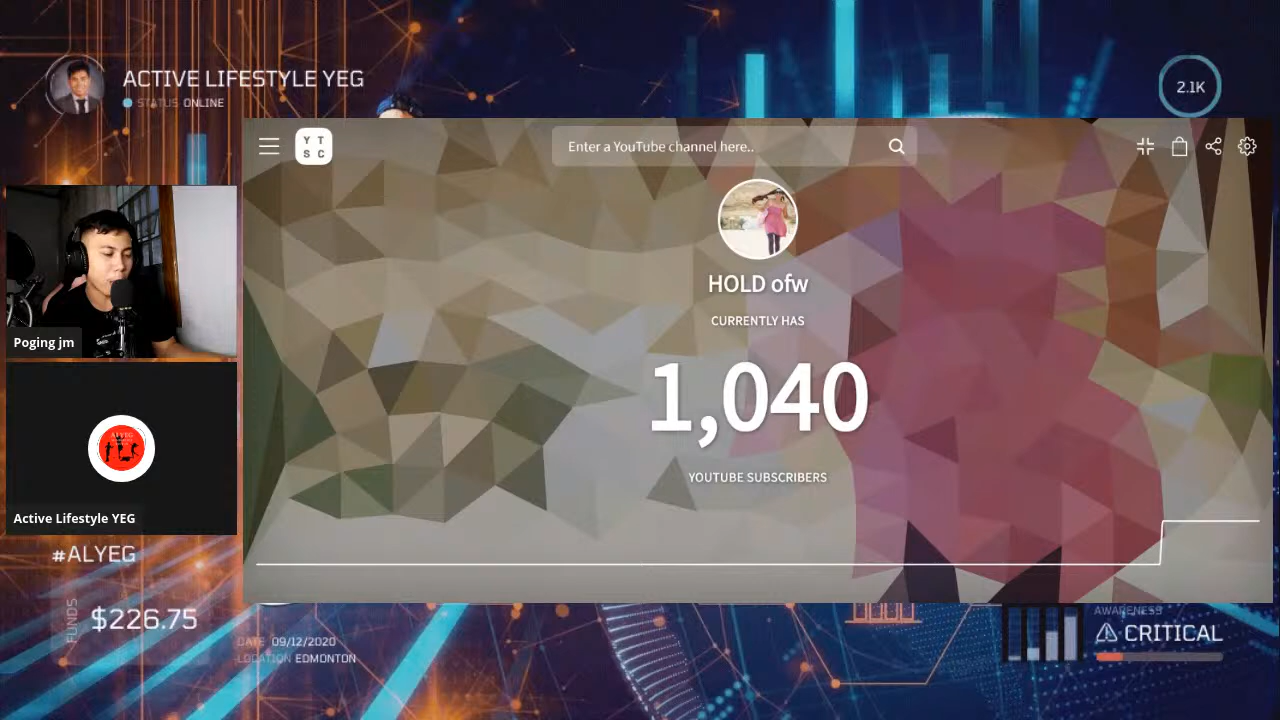 ACTIVE LIFESTYLE YEG
STATUS ONLINE
2.1K
Y T
S C
Enter a YouTube channel here..
HOLD ofw
CURRENTLY HAS
1,040
YOUTUBE SUBSCRIBERS
Poging jm
ALYEG
Active Lifestyle YEG
#ALYEG
FUNDS
$226.75
DATE 09/12/2020
LOCATION EDMONTON
AWARENESS
CRITICAL